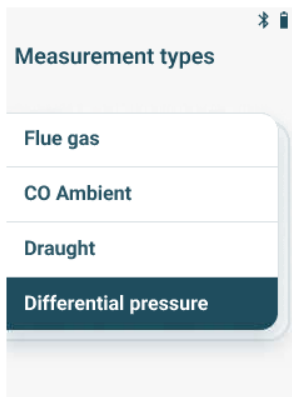 Measurement types
Flue gas
CO Ambient
Draught
Differential pressure